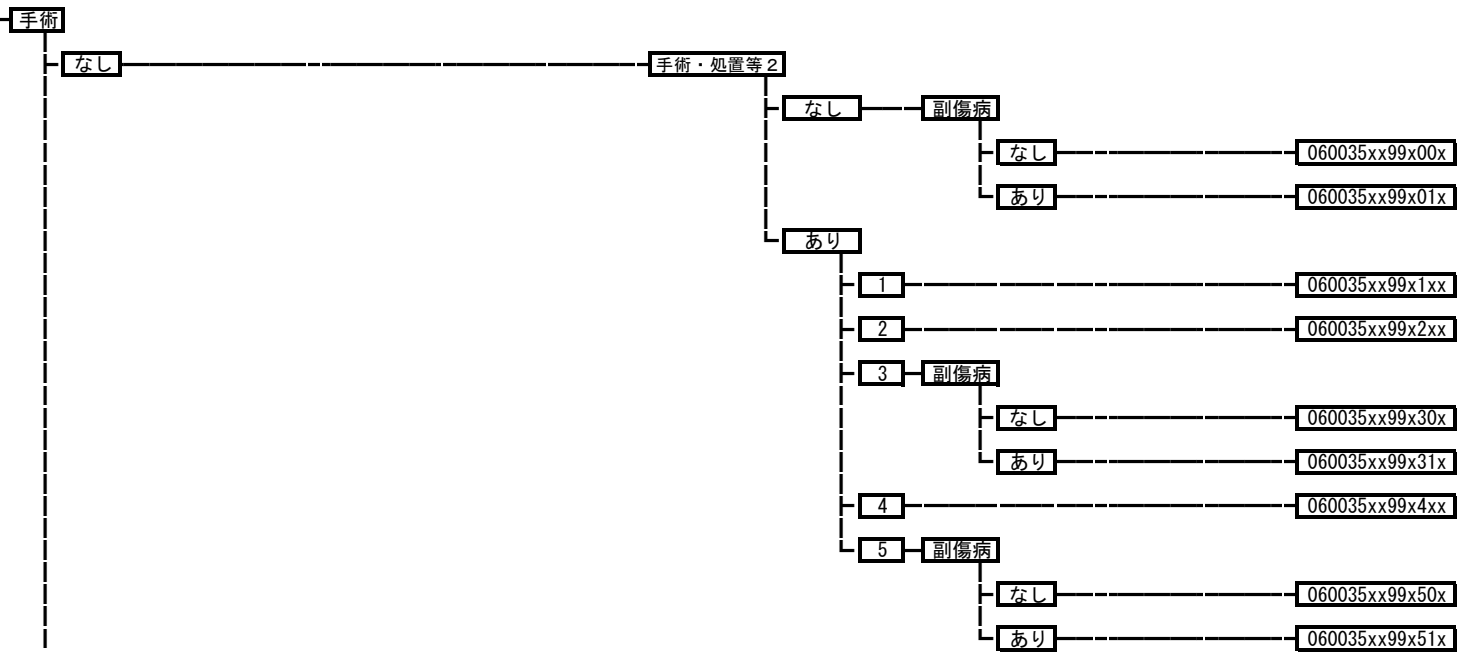 手術
なし 手術・処置等２
なし 副傷病
なし 060035xx99x00x
あり 060035xx99x01x
あり
1 060035xx99x1xx
2 060035xx99x2xx
3 副傷病
なし 060035xx99x30x
あり 060035xx99x31x
4 060035xx99x4xx
5 副傷病
なし 060035xx99x50x
あり 060035xx99x51x